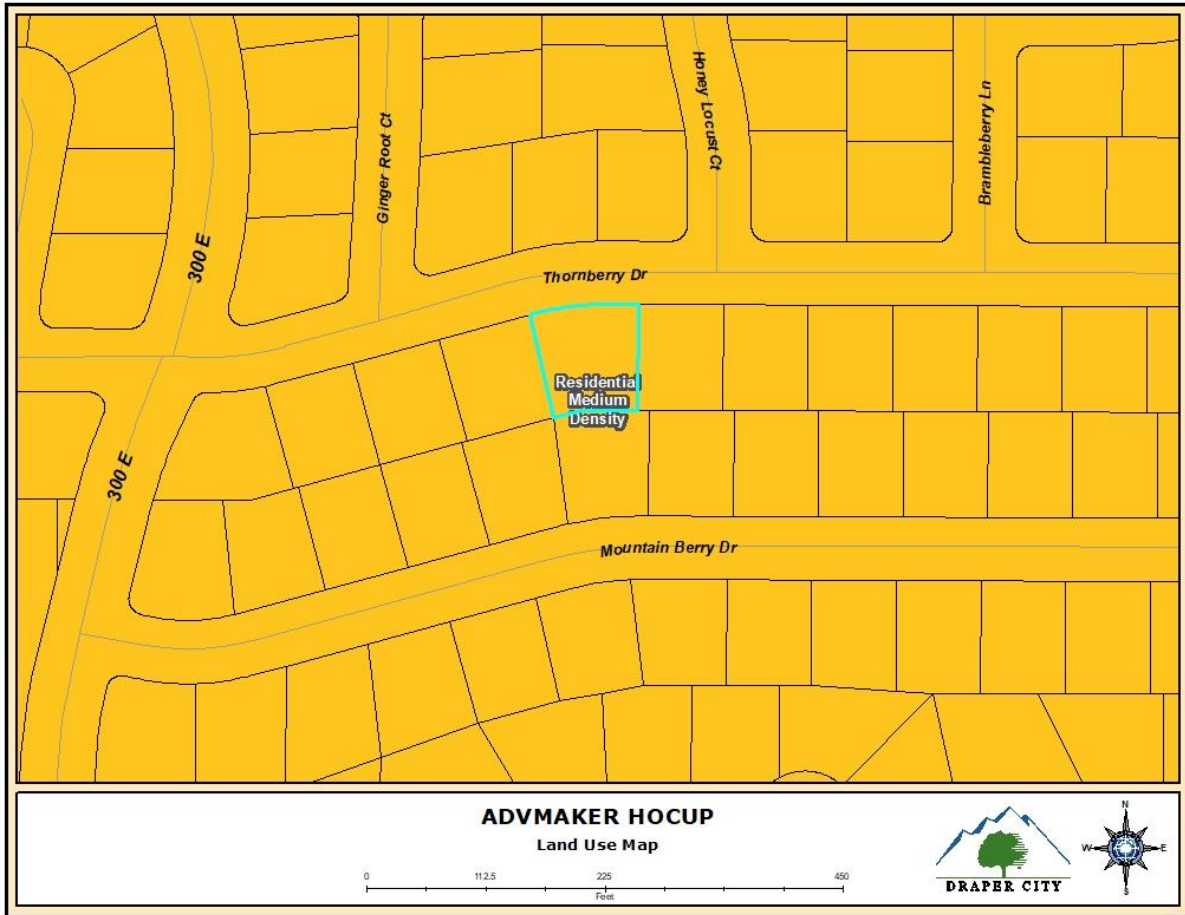 Honey Locust Ct
Brambleberry Ln
Ginger Root Ct
300 E
Thornberry Dr
Residential
Medium
Density
300 E
Mountain Berry Dr
ADVMAKER HOCUP
Land Use Map
0 112.5 225 450
Feet
DRAPER CITY
N
W E
S